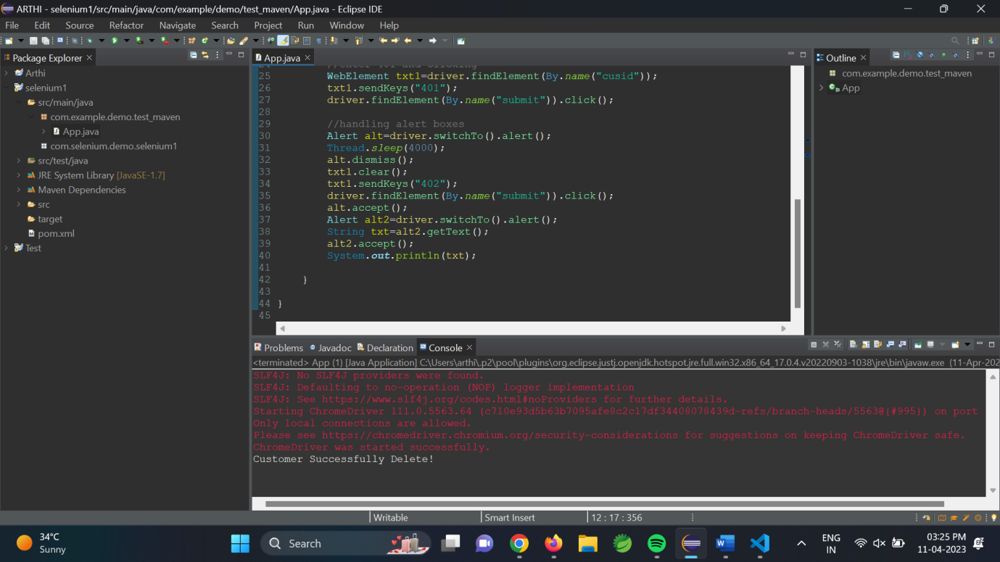 ARTHI - selenium1/src/main/java/com/example/demo/test_maven/App.java - Eclipse IDE
File Edit Source Refactor Navigate Search Project Run Window Help
Package Explorer
Arthi
selenium1
src/main/java
com.example.demo.test_maven
App.java
com.selenium.demo.selenium1
src/test/java
JRE System Library [JavaSE-1.7]
Maven Dependencies
src
target
pom.xml
Test
App.java
25 WebElement txt1=driver.findElement(By.name("cusid"));
26 txt1.sendKeys("401");
27 driver.findElement(By.name("submit")).click();
28
29 //handling alert boxes
30 Alert alt=driver.switchTo().alert();
31 Thread.sleep(4000);
32 alt.dismiss();
33 txt1.clear();
34 txt1.sendKeys("402");
35 driver.findElement(By.name("submit")).click();
36 alt.accept();
37 Alert alt2=driver.switchTo().alert();
38 String txt=alt2.getText();
39 alt2.accept();
40 System.out.println(txt);
41
42 }
43
44 }
45
Outline
com.example.demo.test_maven
App
Problems Javadoc Declaration Console
<terminated> App (1) [Java Application] C:\Users\arthi\.p2\pool\plugins\org.eclipse.justj.openjdk.hotspot.jre.full.win32.x86_64_17.0.4.v20220903-1038\jre\bin\javaw.exe (11-Apr-202
SLF4J: No SLF4J providers were found.
SLF4J: Defaulting to no-operation (NOP) logger implementation
SLF4J: See https://www.slf4j.org/codes.html#noProviders for further details.
Starting ChromeDriver 111.0.5563.64 (c710e93d5b63b7095afe8c2c17df34408078439d-refs/branch-heads/5563@{#995}) on port
Only local connections are allowed.
Please see https://chromedriver.chromium.org/security-considerations for suggestions on keeping ChromeDriver safe.
ChromeDriver was started successfully.
Customer Successfully Delete!
Writable Smart Insert 12 : 17 : 356
34°C
Sunny
Search
ENG
IN
03:25 PM
11-04-2023